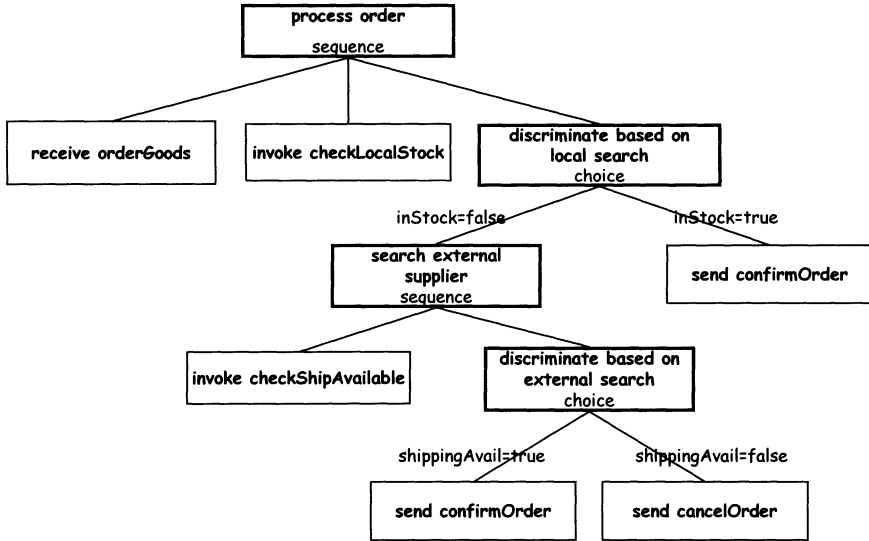 process order
sequence
receive orderGoods
invoke checkLocalStock
discriminate based on
local search
choice
inStock=false
inStock=true
search external
supplier
sequence
send confirmOrder
invoke checkShipAvailable
discriminate based on
external search
choice
shippingAvail=true
shippingAvail=false
send confirmOrder
send cancelOrder